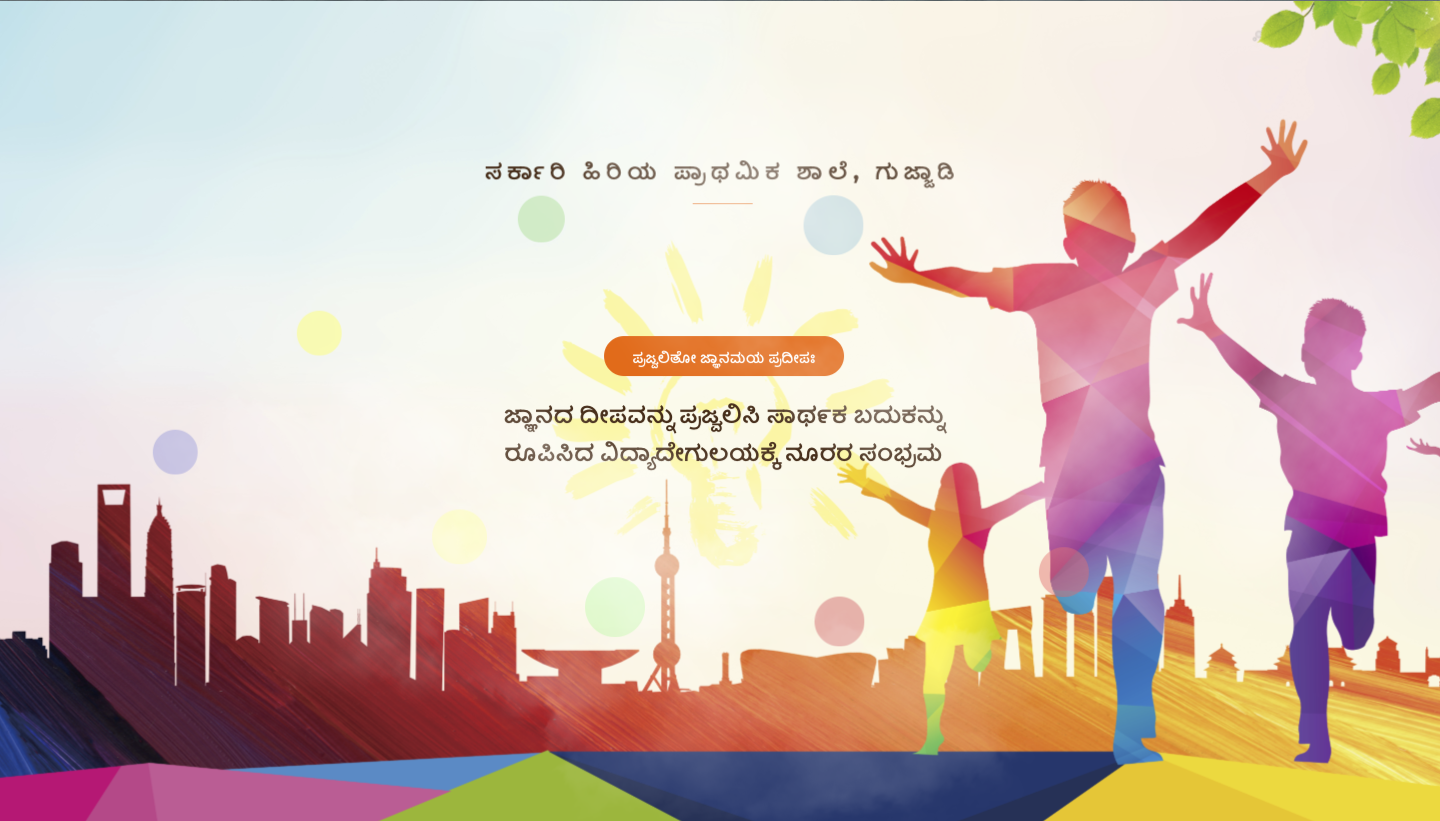 ಸರ್ಕಾರಿ ಹಿರಿಯ ಪ್ರಾಥಮಿಕ ಶಾಲೆ, ಗುಜ್ಜಾಡಿ
ಪ್ರಜ್ವಲಿತೋ ಜ್ಞಾನಮಯ ಪ್ರದೀಪಃ
ಜ್ಞಾನದ ದೀಪವನ್ನು ಪ್ರಜ್ವಲಿಸಿ ಸಾರ್ಥಕ ಬದುಕನ್ನು
ರೂಪಿಸಿದ ವಿದ್ಯಾದೇಗುಲಯಕ್ಕೆ ನೂರರ ಸಂಭ್ರಮ